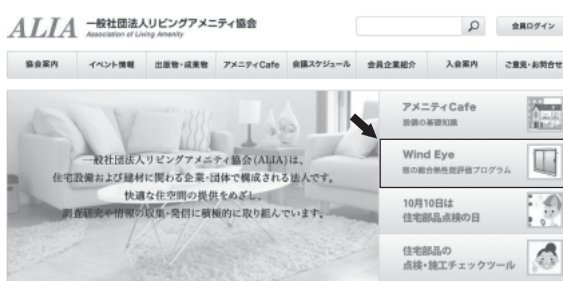 ALIA 一般社団法人リビングアメニティ協会
Association of Living Amenity
会員ログイン
協会案内 イベント情報 出版物・成果物 アメニティCafe 会議スケジュール 会員企業紹介 入会案内 ご意見・お問合せ
一般社団法人リビングアメニティ協会(ALIA)は、
住宅設備および建材に関わる企業・団体で構成される法人です。
快適な住空間の提供をめざし、
調査研究や情報の収集・発信に積極的に取り組んでいます。
アメニティCafe
設備の基礎知識
Wind Eye
窓の総合熱性能評価プログラム
10月10日は
住宅部品点検の日
住宅部品の
点検・施工チェックツール